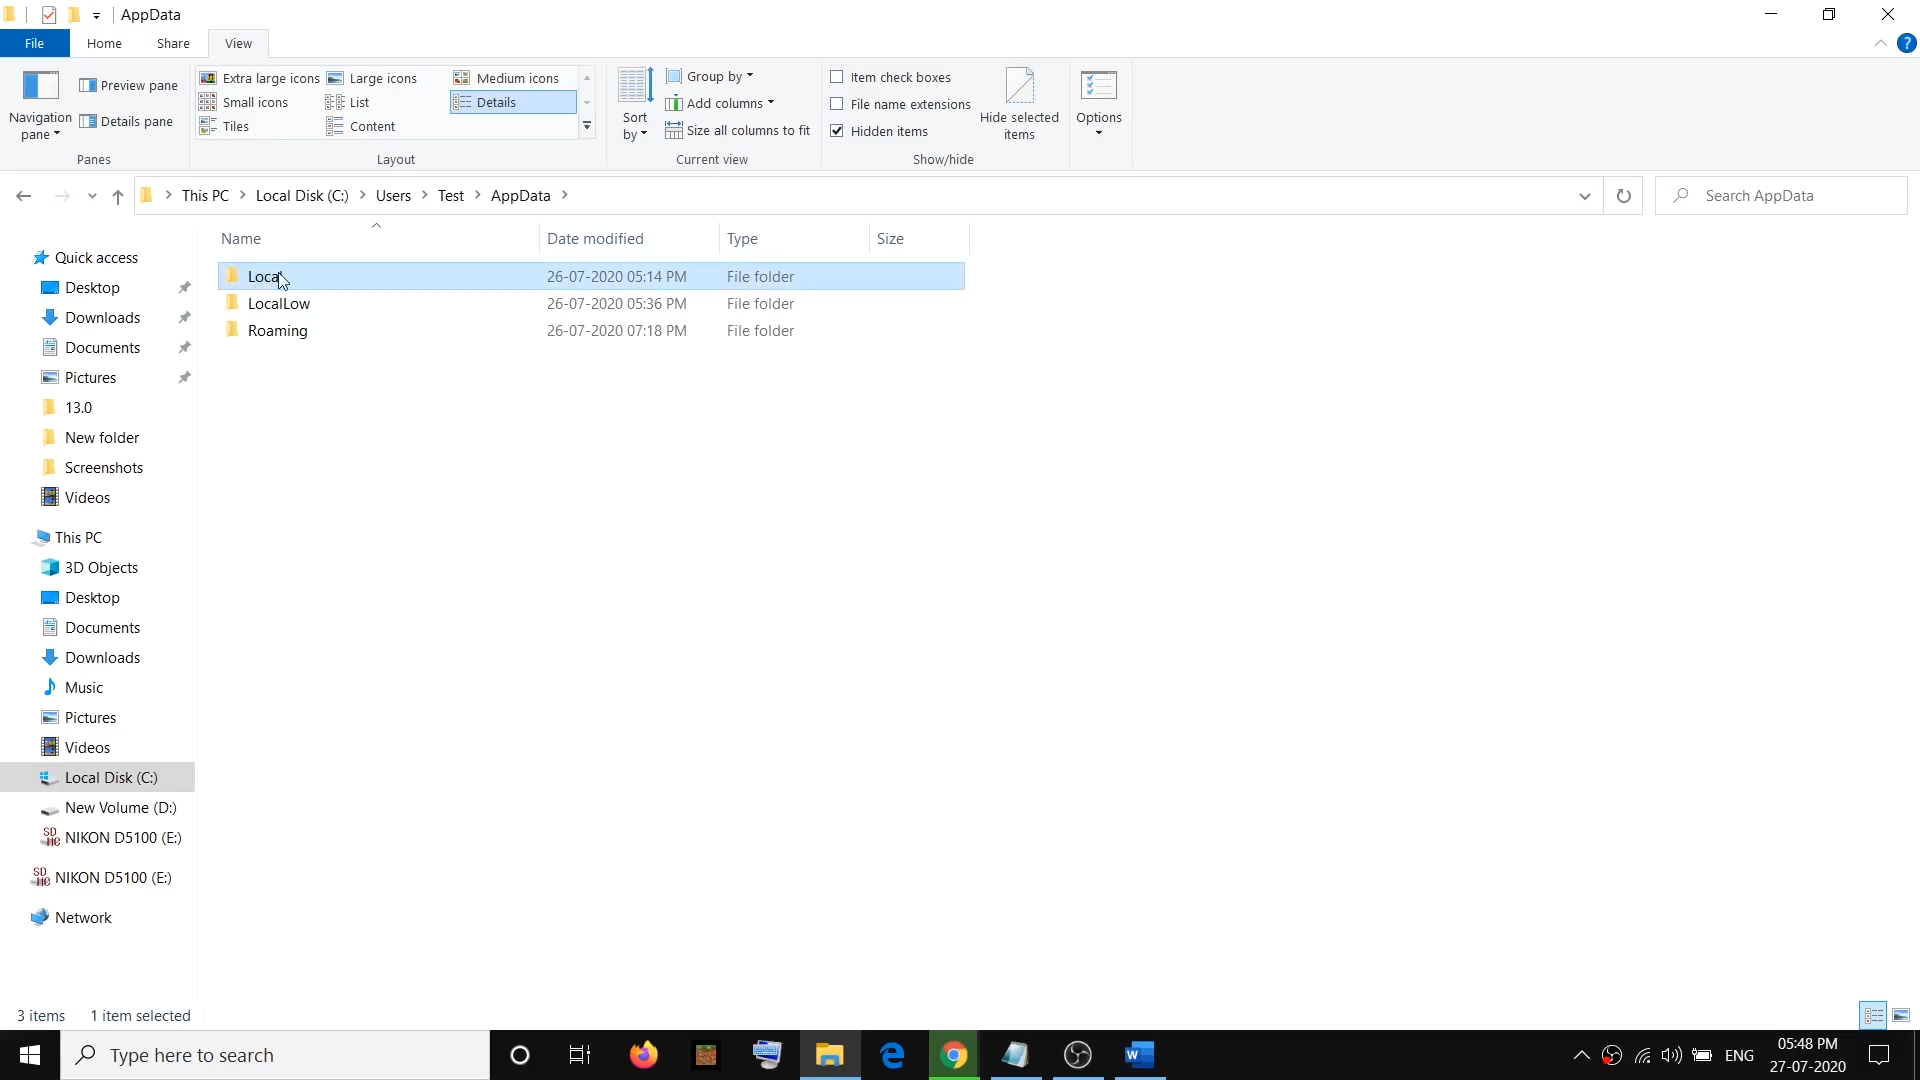 AppData
File Home Share View
Navigation pane
Preview pane
Details pane
Panes
Extra large icons Large icons Medium icons
Small icons List Details
Tiles Content
Layout
Sort by
Group by
Add columns
Size all columns to fit
Current view
Item check boxes
File name extensions
Hidden items
Hide selected items
Show/hide
Options
This PC Local Disk (C:) Users Test AppData
Search AppData
Name Date modified Type Size
Local 26-07-2020 05:14 PM File folder
LocalLow 26-07-2020 05:36 PM File folder
Roaming 26-07-2020 07:18 PM File folder
Quick access
Desktop
Downloads
Documents
Pictures
13.0
New folder
Screenshots
Videos
This PC
3D Objects
Desktop
Documents
Downloads
Music
Pictures
Videos
Local Disk (C:)
New Volume (D:)
NIKON D5100 (E:)
NIKON D5100 (E:)
Network
3 items 1 item selected
Type here to search
ENG
05:48 PM
27-07-2020